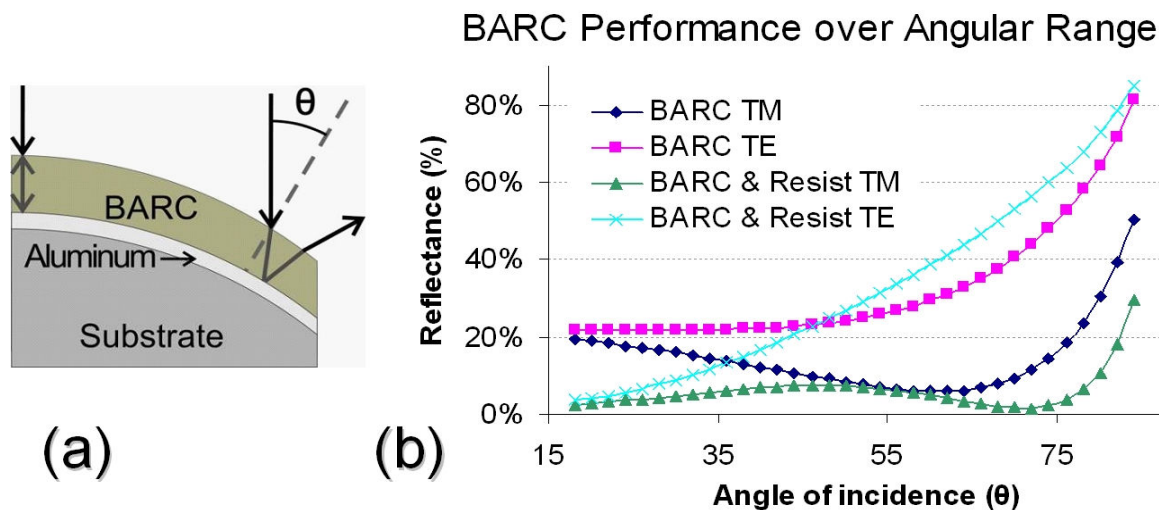 BARC Performance over Angular Range
θ
BARC
Aluminum
Substrate
(a)
(b)
Reflectance (%)
80%
60%
40%
20%
0%
BARC TM
BARC TE
BARC & Resist TM
BARC & Resist TE
15 35 55 75
Angle of incidence (θ)